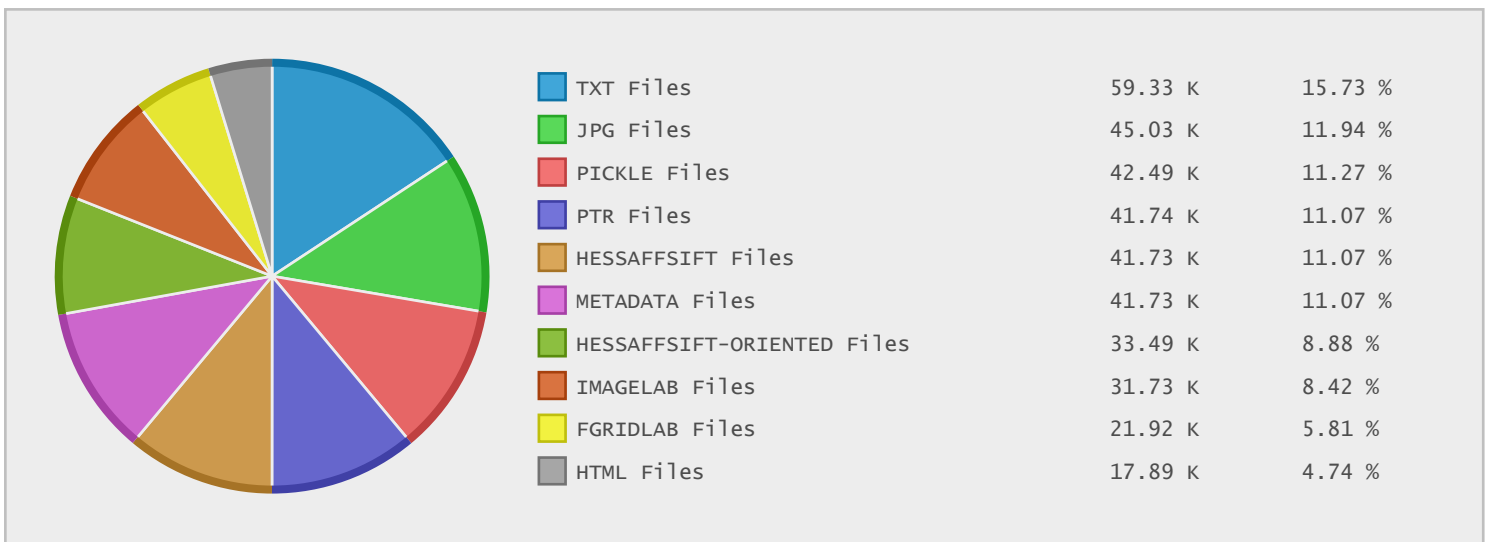 TXT Files 59.33 K 15.73 %
JPG Files 45.03 K 11.94 %
PICKLE Files 42.49 K 11.27 %
PTR Files 41.74 K 11.07 %
HESSAFFSIFT Files 41.73 K 11.07 %
METADATA Files 41.73 K 11.07 %
HESSAFFSIFT-ORIENTED Files 33.49 K 8.88 %
IMAGELAB Files 31.73 K 8.42 %
FGRIDLAB Files 21.92 K 5.81 %
HTML Files 17.89 K 4.74 %